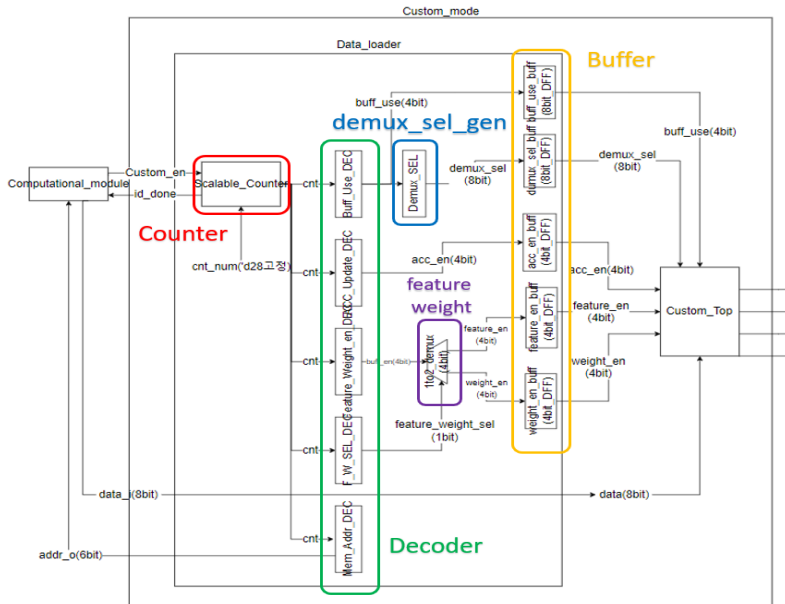 Custom_mode
Data_loader
Buffer
buff_use_buff
(8bit_DFF)
buff_use(4bit)
buff_use(4bit)
demux_sel_gen
Custom_en
Computational_module
id_done
Scalable_Counter
cnt
Buff_Use_DEC
Demux_SEL
demux_sel
(8bit)
dumux_sel_buff
(8bit_DFF)
demux_sel
(8bit)
Counter
cnt_num('d28고정)
cnt
ACC_Update_DEC
acc_en(4bit)
acc_en_buff
(4bit_DFF)
acc_en(4bit)
feature
weight
cnt
Feature_Weight_en_DEC
buff_en(4bit)
1to2_demux
(4bit)
feature_en
(4bit)
weight_en
(4bit)
feature_en_buff
(4bit_DFF)
feature_en
(4bit)
Custom_Top
weight_en_buff
(4bit_DFF)
weight_en
(4bit)
feature_weight_sel
(1bit)
cnt
F_W_SEL_DEC
data_i(8bit)
data(8bit)
cnt
Mem_Addr_DEC
Decoder
addr_o(6bit)